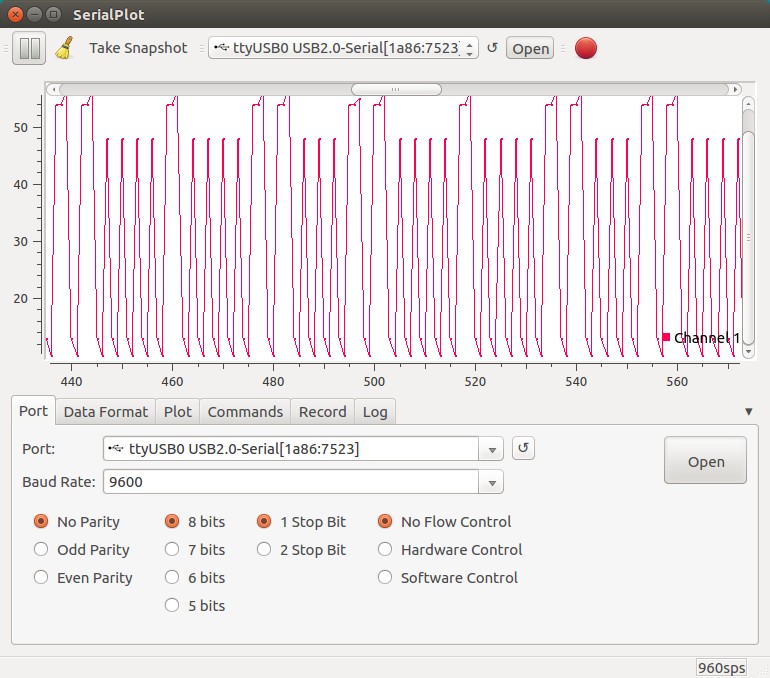 SerialPlot
Take Snapshot ttyUSB0 USB2.0-Serial[1a86:7523] Open
50
40
30
20
Channel 1
440 460 480 500 520 540 560
Port Data Format Plot Commands Record Log
Port: ttyUSB0 USB2.0-Serial[1a86:7523] Open
Baud Rate: 9600
No Parity 8 bits 1 Stop Bit No Flow Control
Odd Parity 7 bits 2 Stop Bit Hardware Control
Even Parity 6 bits Software Control
5 bits
960sps